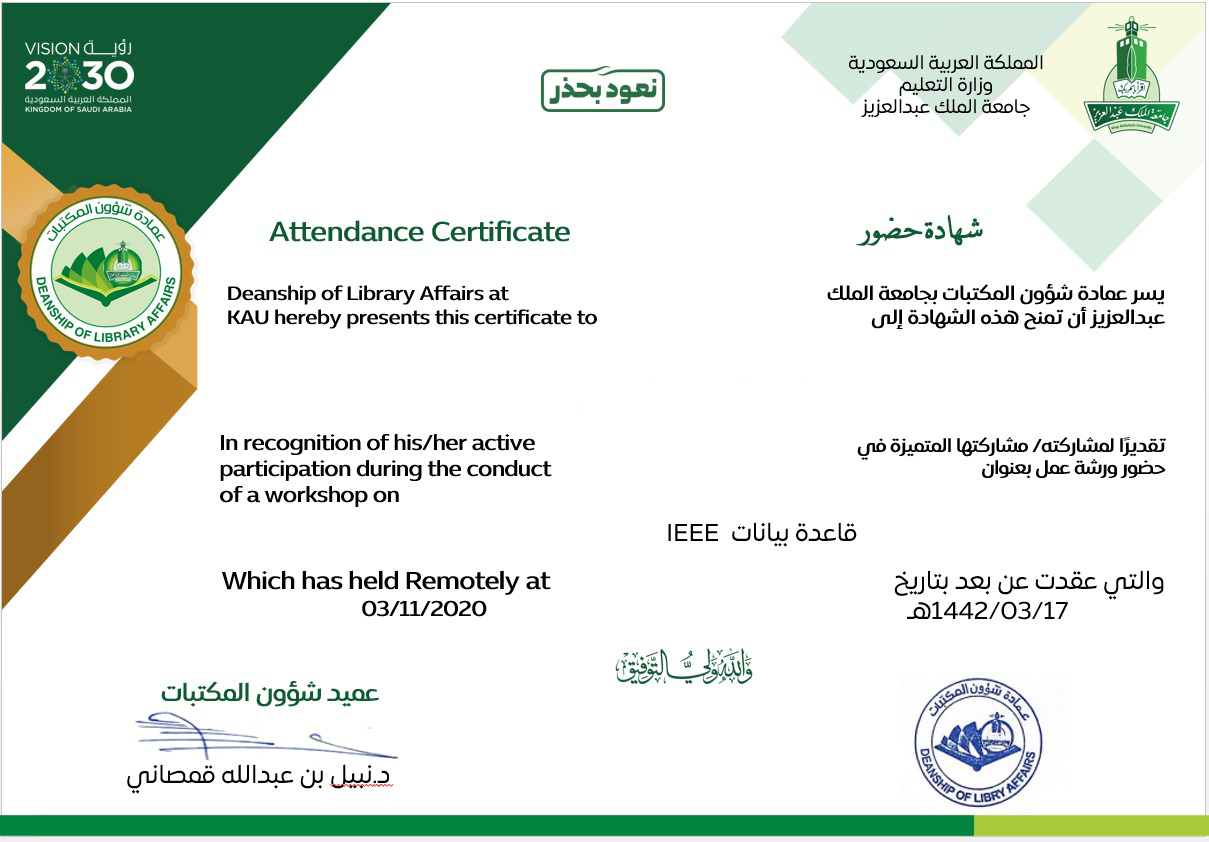 VISION رؤيــة
2030
المملكة العربية السعودية
KINGDOM OF SAUDI ARABIA
نعود بحذر
المملكة العربية السعودية
وزارة التعليم
جامعة الملك عبدالعزيز
جامعة الملك عبدالعزيز
عمادة شؤون المكتبات
DEANSHIP OF LIBRARY AFFAIRS
Attendance Certificate
شهادة حضور
Deanship of Library Affairs at
KAU hereby presents this certificate to
يسر عمادة شؤون المكتبات بجامعة الملك
عبدالعزيز أن تمنح هذه الشهادة إلى
In recognition of his/her active
participation during the conduct
of a workshop on
تقديرًا لمشاركته/ مشاركتها المتميزة في
حضور ورشة عمل بعنوان
قاعدة بيانات IEEE
Which has held Remotely at
03/11/2020
والتي عقدت عن بعد بتاريخ
1442/03/17هـ
والله ولي التوفيق
عميد شؤون المكتبات
د.نبيل بن عبدالله قمصاني
عمادة شؤون المكتبات
DEANSHIP OF LIBRY AFFAIRS